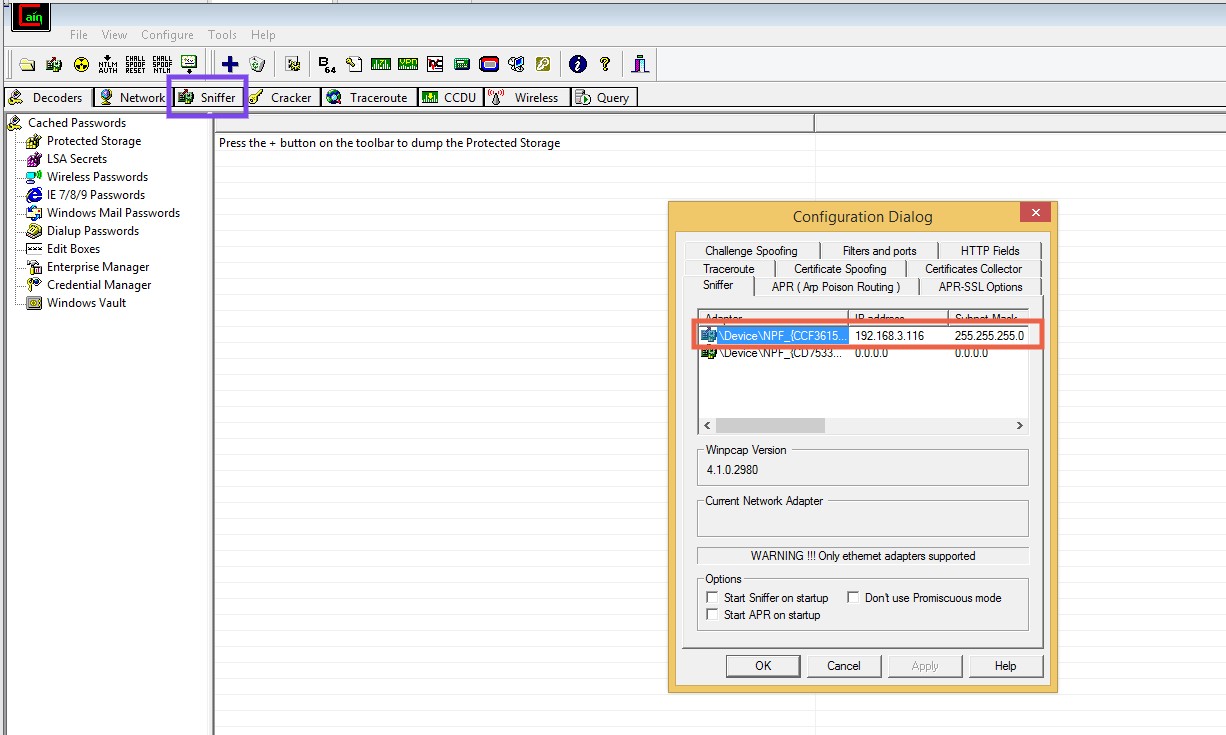 Cain
File View Configure Tools Help
NTLM AUTH CHALL SPOOF RESET CHALL SPOOF NTLM B64
Decoders Network Sniffer Cracker Traceroute CCDU Wireless Query
Cached Passwords
Protected Storage
LSA Secrets
Wireless Passwords
IE 7/8/9 Passwords
Windows Mail Passwords
Dialup Passwords
Edit Boxes
Enterprise Manager
Credential Manager
Windows Vault
Press the + button on the toolbar to dump the Protected Storage
Configuration Dialog
Challenge Spoofing Filters and ports HTTP Fields
Traceroute Certificate Spoofing Certificates Collector
Sniffer APR ( Arp Poison Routing ) APR-SSL Options
Adapter IP address Subnet Mask
\Device\NPF_{CCF3615... 192.168.3.116 255.255.255.0
\Device\NPF_{CD7533... 0.0.0.0 0.0.0.0
Winpcap Version
4.1.0.2980
Current Network Adapter
WARNING !!! Only ethernet adapters supported
Options
Start Sniffer on startup Don't use Promiscuous mode
Start APR on startup
OK Cancel Apply Help